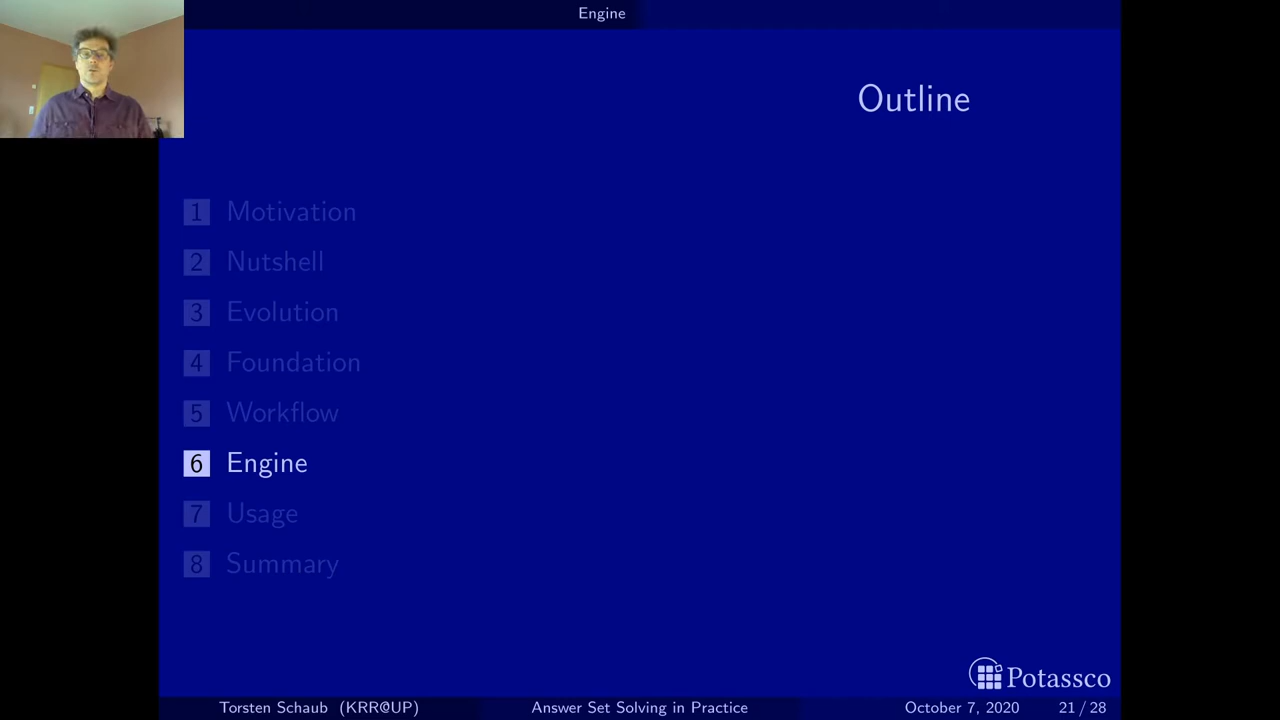 Engine
Outline
1 Motivation
2 Nutshell
3 Evolution
4 Foundation
5 Workflow
6 Engine
7 Usage
8 Summary
Potassco
Torsten Schaub (KRR@UP) Answer Set Solving in Practice October 7, 2020 21 / 28